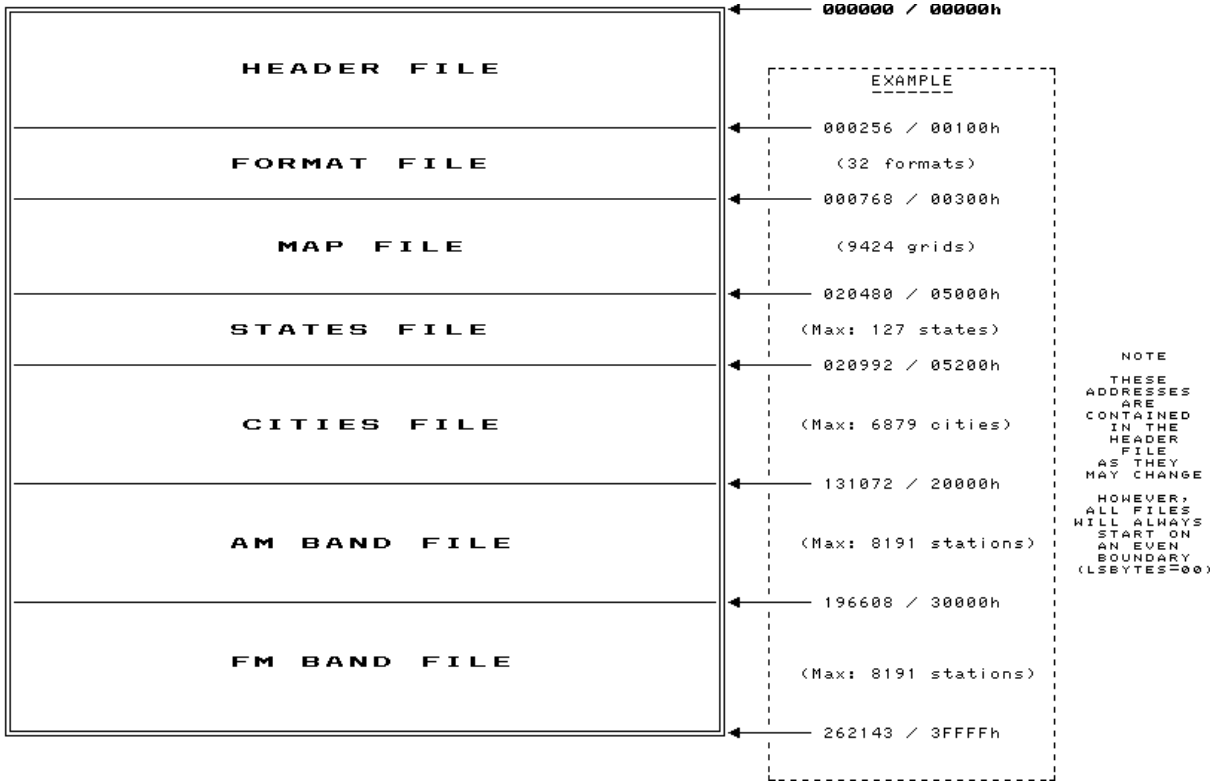 000000 / 00000h
HEADER FILE
EXAMPLE
000256 / 00100h
FORMAT FILE
(32 formats)
000768 / 00300h
MAP FILE
(9424 grids)
020480 / 05000h
STATES FILE
(Max: 127 states)
020992 / 05200h
CITIES FILE
(Max: 6879 cities)
131072 / 20000h
AM BAND FILE
(Max: 8191 stations)
196608 / 30000h
FM BAND FILE
(Max: 8191 stations)
262143 / 3FFFFh
NOTE
THESE
ADDRESSES
ARE
CONTAINED
IN THE
HEADER
FILE
AS THEY
MAY CHANGE
HOWEVER,
ALL FILES
WILL ALWAYS
START ON
AN EVEN
BOUNDARY
(LSBYTES=00)